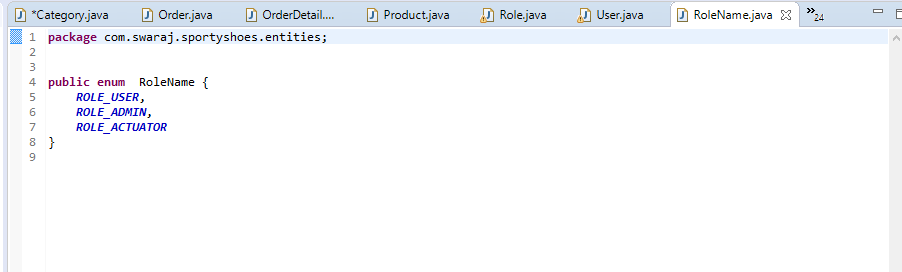 *Category.java Order.java OrderDetail.... Product.java Role.java User.java RoleName.java 24
1 package com.swaraj.sportyshoes.entities;
2
3
4 public enum  RoleName {
5     ROLE_USER,
6     ROLE_ADMIN,
7     ROLE_ACTUATOR
8 }
9